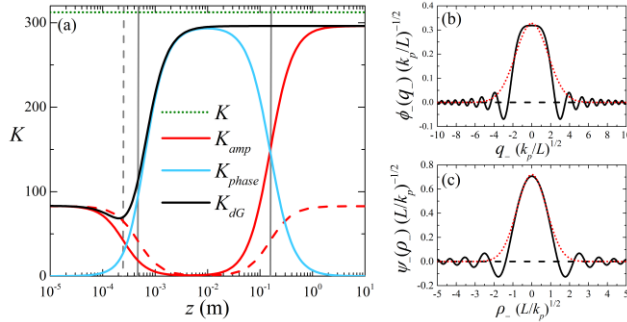 (a)
300
200
100
0
K
K
K_amp
K_phase
K_dG
10^-5 10^-4 10^-3 10^-2 10^-1 10^0 10^1
z (m)
(b)
0.4
0.3
0.2
0.1
0.0
-0.1
ϕ_-(q_-) (k_p/L)^-1/2
-10 -8 -6 -4 -2 0 2 4 6 8 10
q_- (k_p/L)^1/2
(c)
0.8
0.6
0.4
0.2
0.0
-0.2
ψ_-(ρ_-) (L/k_p)^-1/2
-5 -4 -3 -2 -1 0 1 2 3 4 5
ρ_- (L/k_p)^1/2